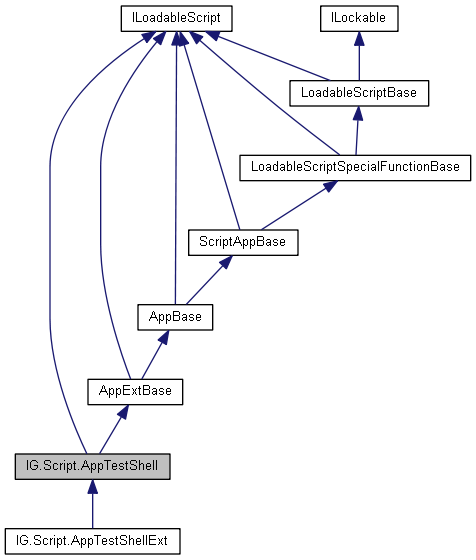 ILoadableScript
ILockable
LoadableScriptBase
LoadableScriptSpecialFunctionBase
ScriptAppBase
AppBase
AppExtBase
IG.Script.AppTestShell
IG.Script.AppTestShellExt